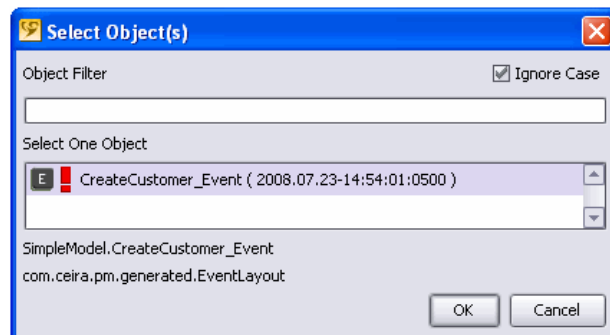 Select Object(s)
Object Filter Ignore Case
Select One Object
E CreateCustomer_Event ( 2008.07.23-14:54:01:0500 )
SimpleModel.CreateCustomer_Event
com.ceira.pm.generated.EventLayout
OK Cancel